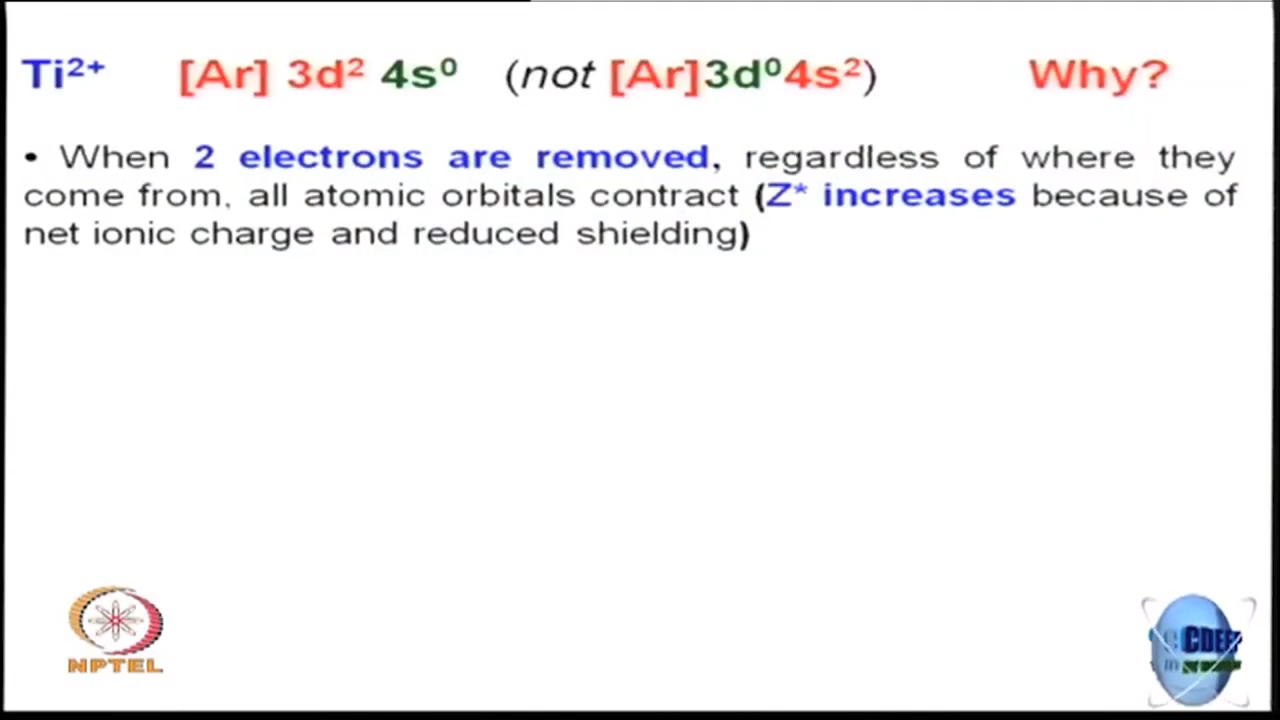 Ti²⁺ [Ar] 3d² 4s⁰ (not [Ar]3d⁰4s²) Why?
• When 2 electrons are removed, regardless of where they
come from, all atomic orbitals contract (Z* increases because of
net ionic charge and reduced shielding)
NPTEL
CDEEP